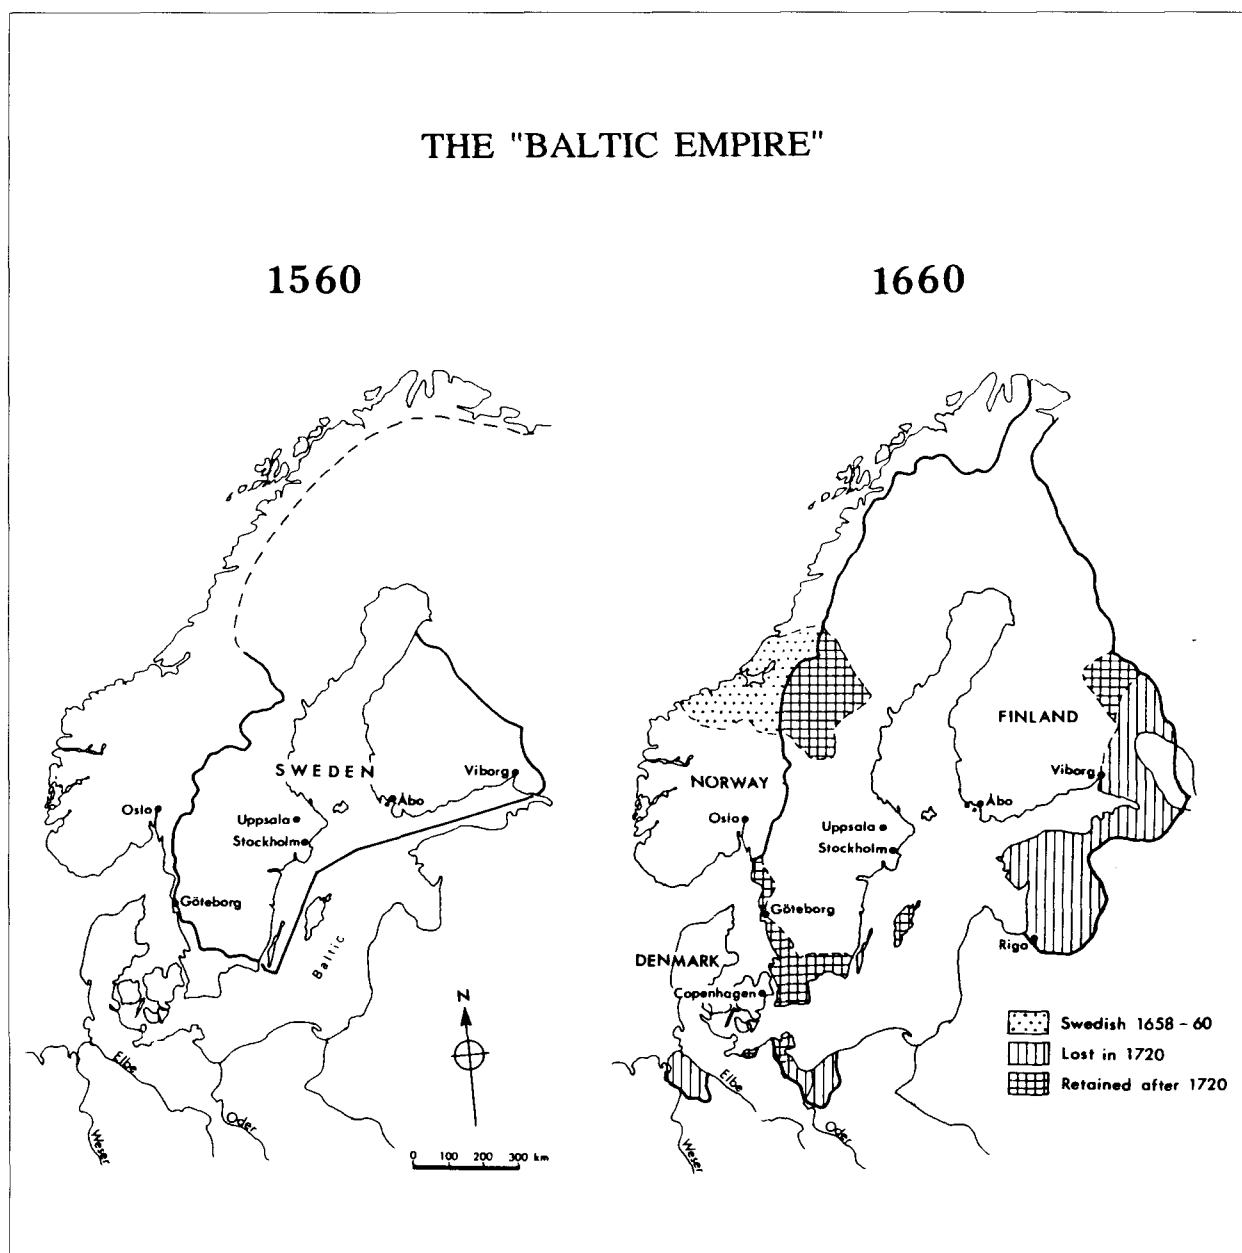 THE "BALTIC EMPIRE"
1560
1660
SWEDEN
Viborg
Åbo
Oslo
Uppsala
Stockholm
Göteborg
Baltic
N
Elbe
Oder
Weser
0 100 200 300 km
FINLAND
NORWAY
Viborg
Åbo
Oslo
Uppsala
Stockholm
Göteborg
Riga
DENMARK
Copenhagen
Elbe
Oder
Weser
Swedish 1658 - 60
Lost in 1720
Retained after 1720